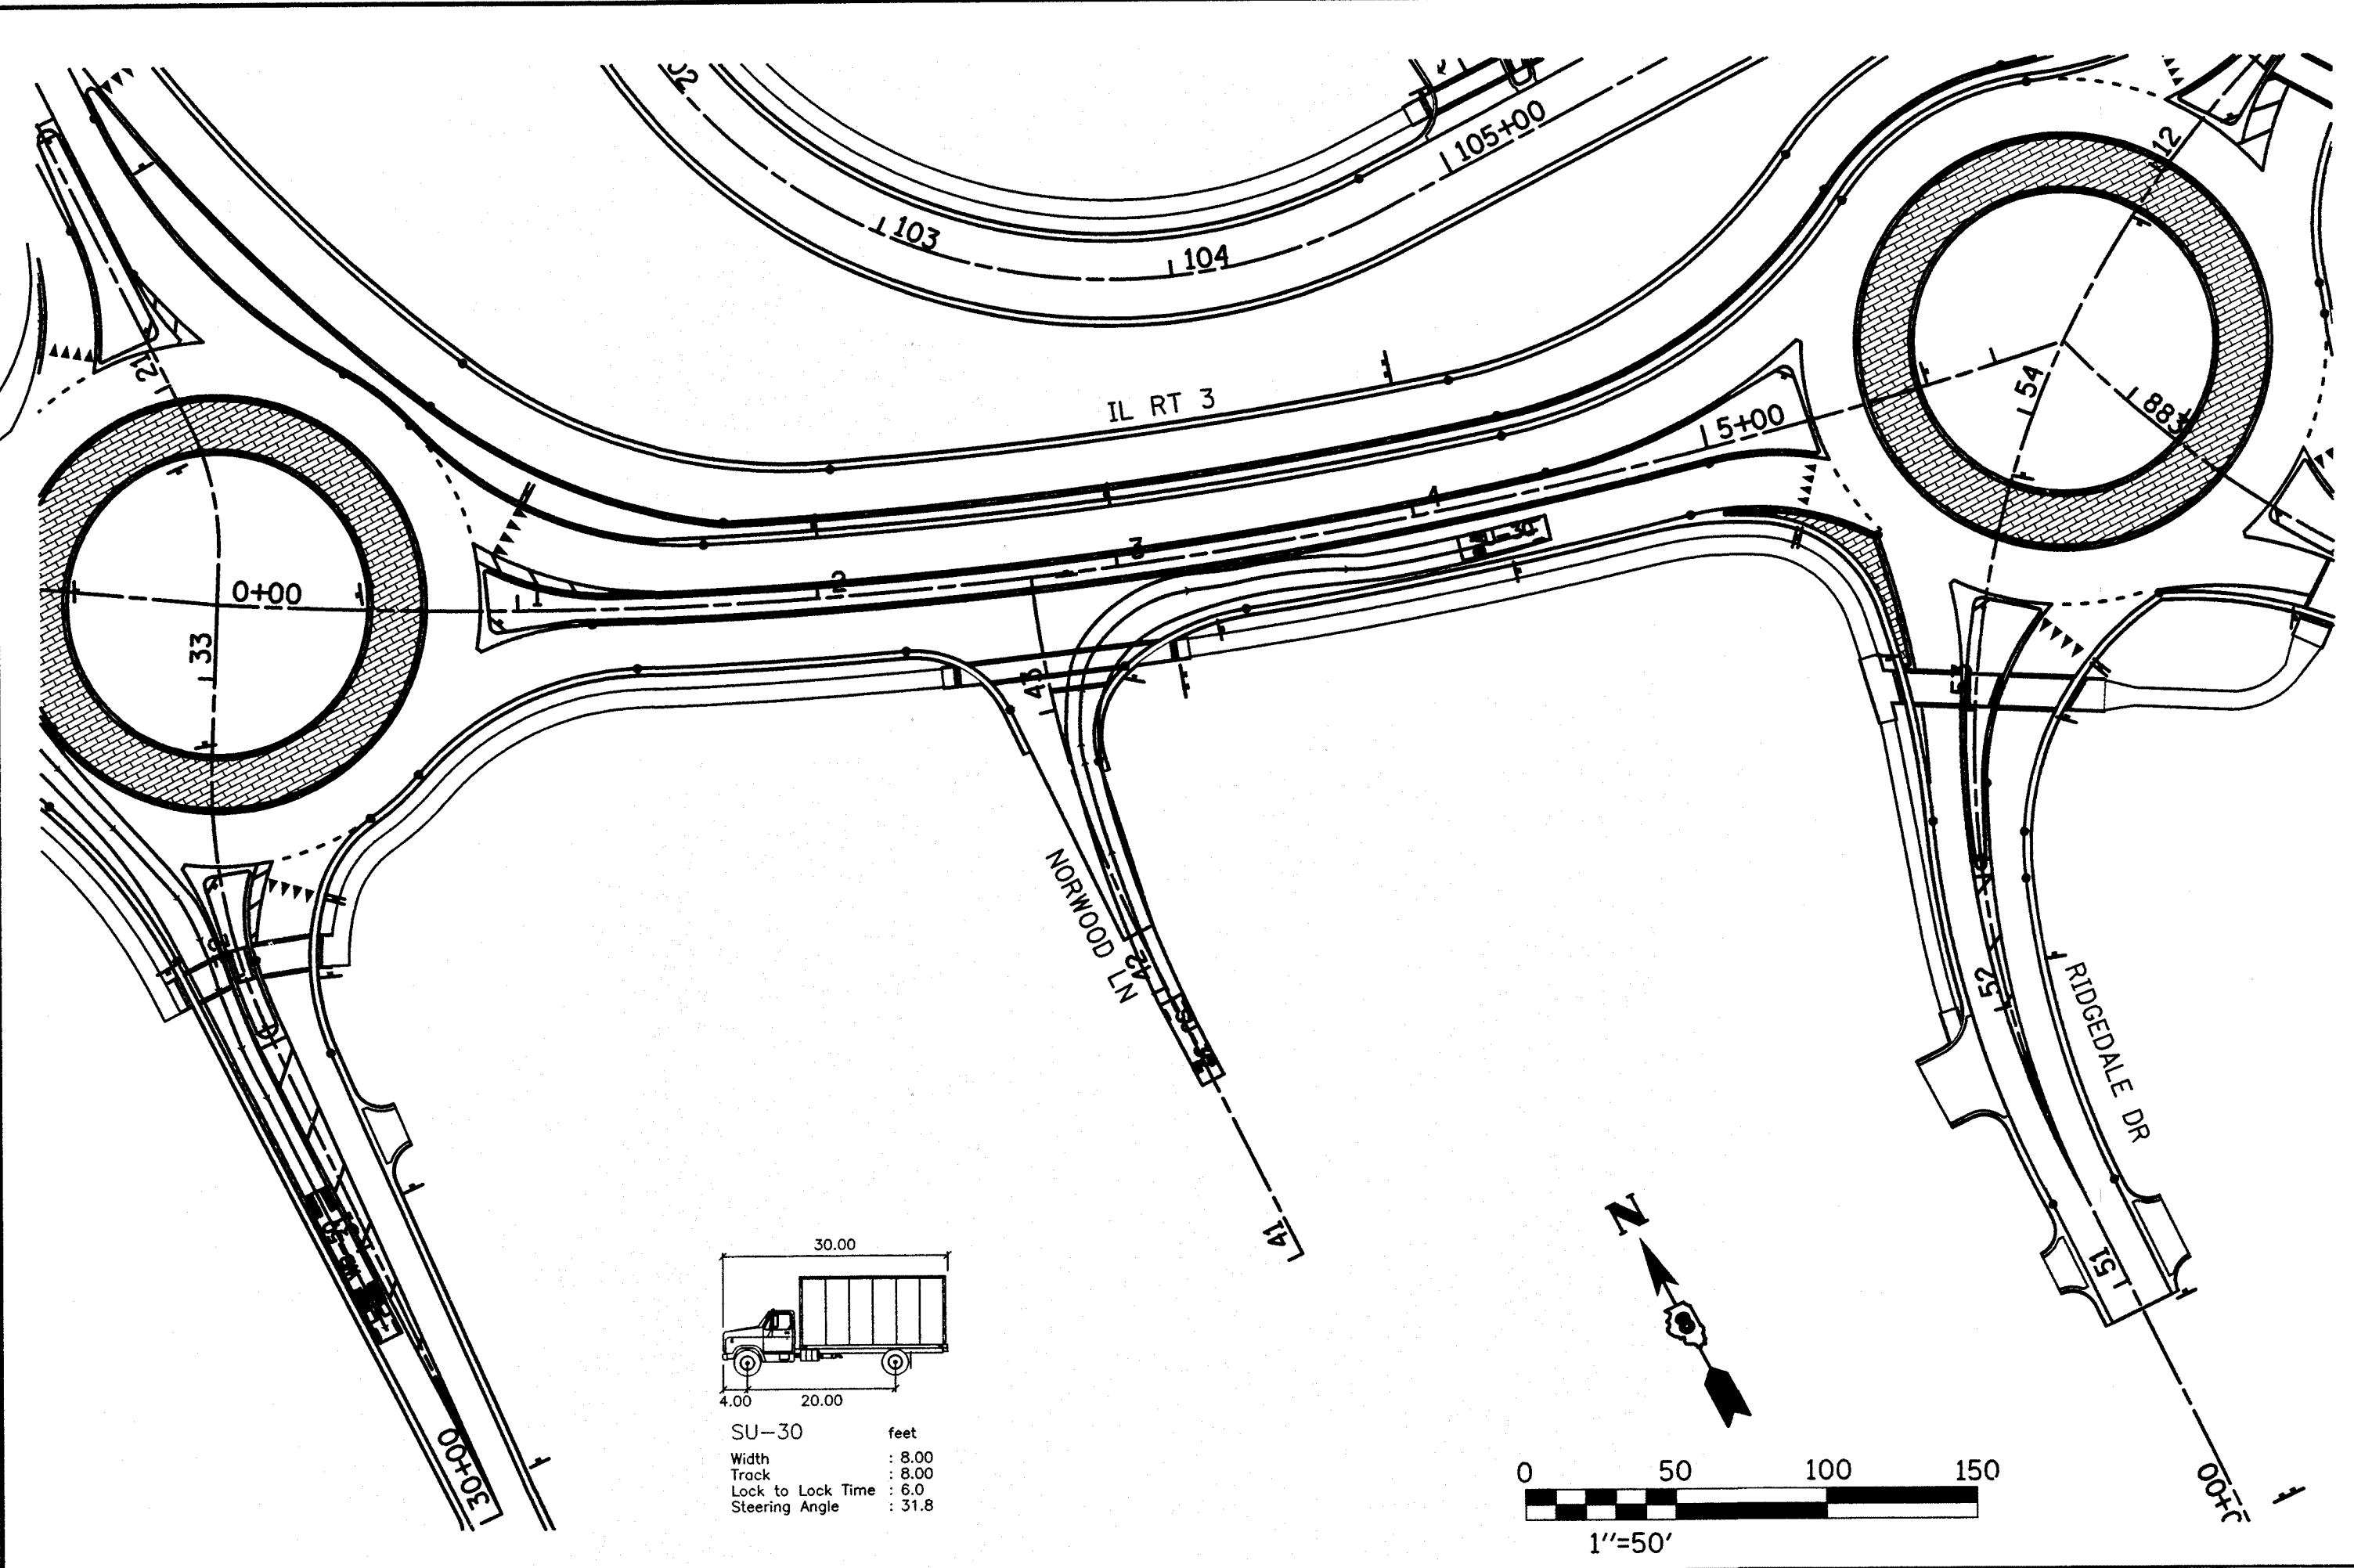 105+00
12
103
104
21
IL RT 3
5+00
54
883
4
SU-30
3
2
1
0+00
33
43
53
NORWOOD LN
42
52
RIDGEDALE DR
41
51
N
30.00
4.00 20.00
SU-30 feet
Width : 8.00
Track : 8.00
Lock to Lock Time : 6.0
Steering Angle : 31.8
30+00
0 50 100 150
1"=50'